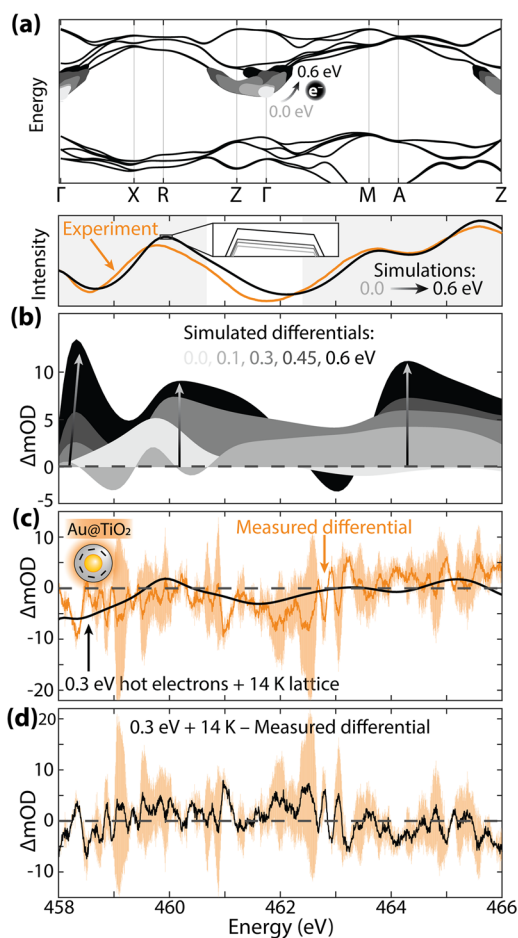 (a)
Energy
0.6 eV
e⁻
0.0 eV
Γ X R Z Γ M A Z
Intensity
Experiment
Simulations:
0.0 0.6 eV
(b)
Simulated differentials:
0.0, 0.1, 0.3, 0.45, 0.6 eV
ΔmOD
10
5
0
-5
(c)
Au@TiO₂
Measured differential
ΔmOD
10
0
-10
-20
0.3 eV hot electrons + 14 K lattice
(d)
0.3 eV + 14 K – Measured differential
ΔmOD
20
10
0
-10
458 460 462 464 466
Energy (eV)